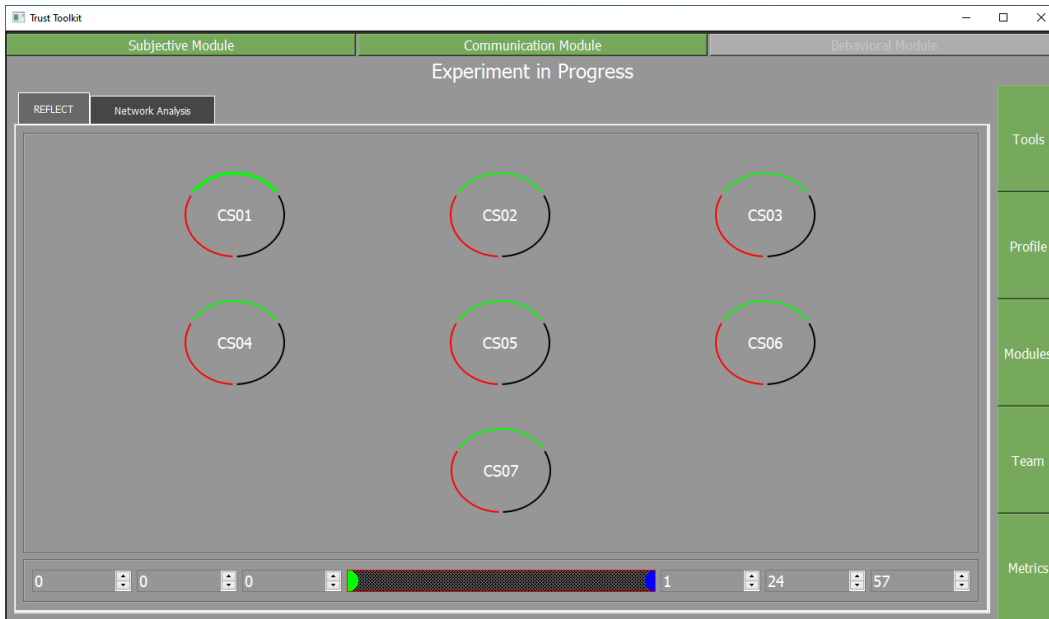 Trust Toolkit
Subjective Module Communication Module Behavioral Module
Experiment in Progress
REFLECT Network Analysis
Tools
CS01 CS02 CS03
Profile
CS04 CS05 CS06
Modules
Team
CS07
Metrics
0 0 0 1 24 57